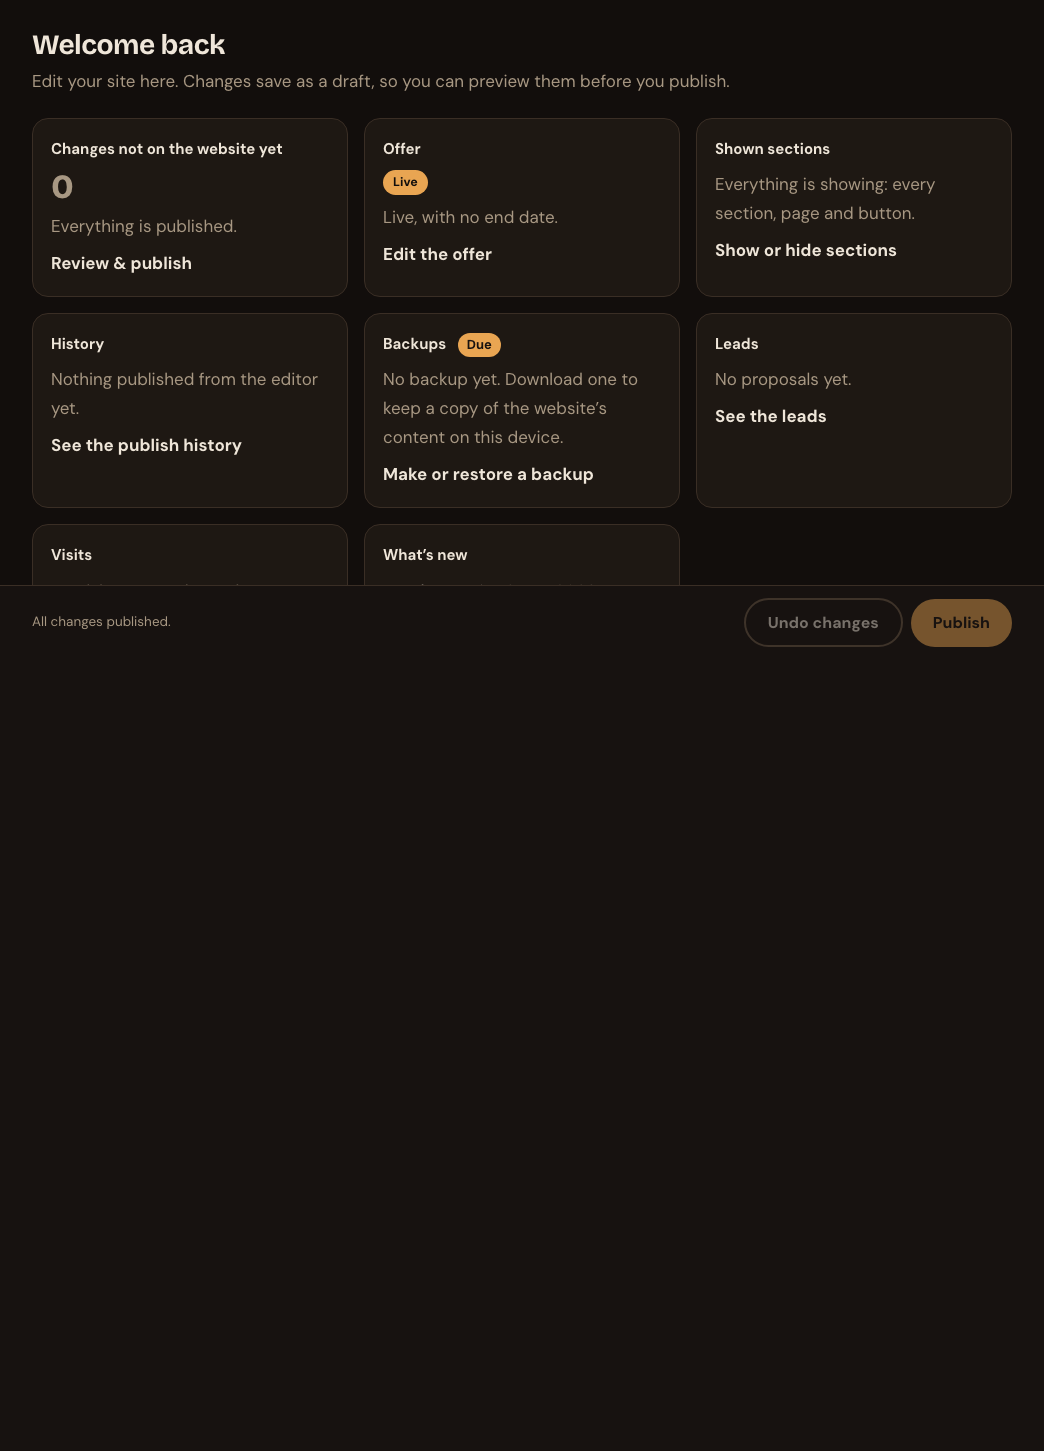 Welcome back
Edit your site here. Changes save as a draft, so you can preview them before you publish.
Changes not on the website yet
0
Everything is published.
Review & publish
Offer
Live
Live, with no end date.
Edit the offer
Shown sections
Everything is showing: every
section, page and button.
Show or hide sections
History
Nothing published from the editor
yet.
See the publish history
Backups
Due
No backup yet. Download one to
keep a copy of the website’s
content on this device.
Make or restore a backup
Leads
No proposals yet.
See the leads
Visits
What’s new
All changes published.
Undo changes
Publish